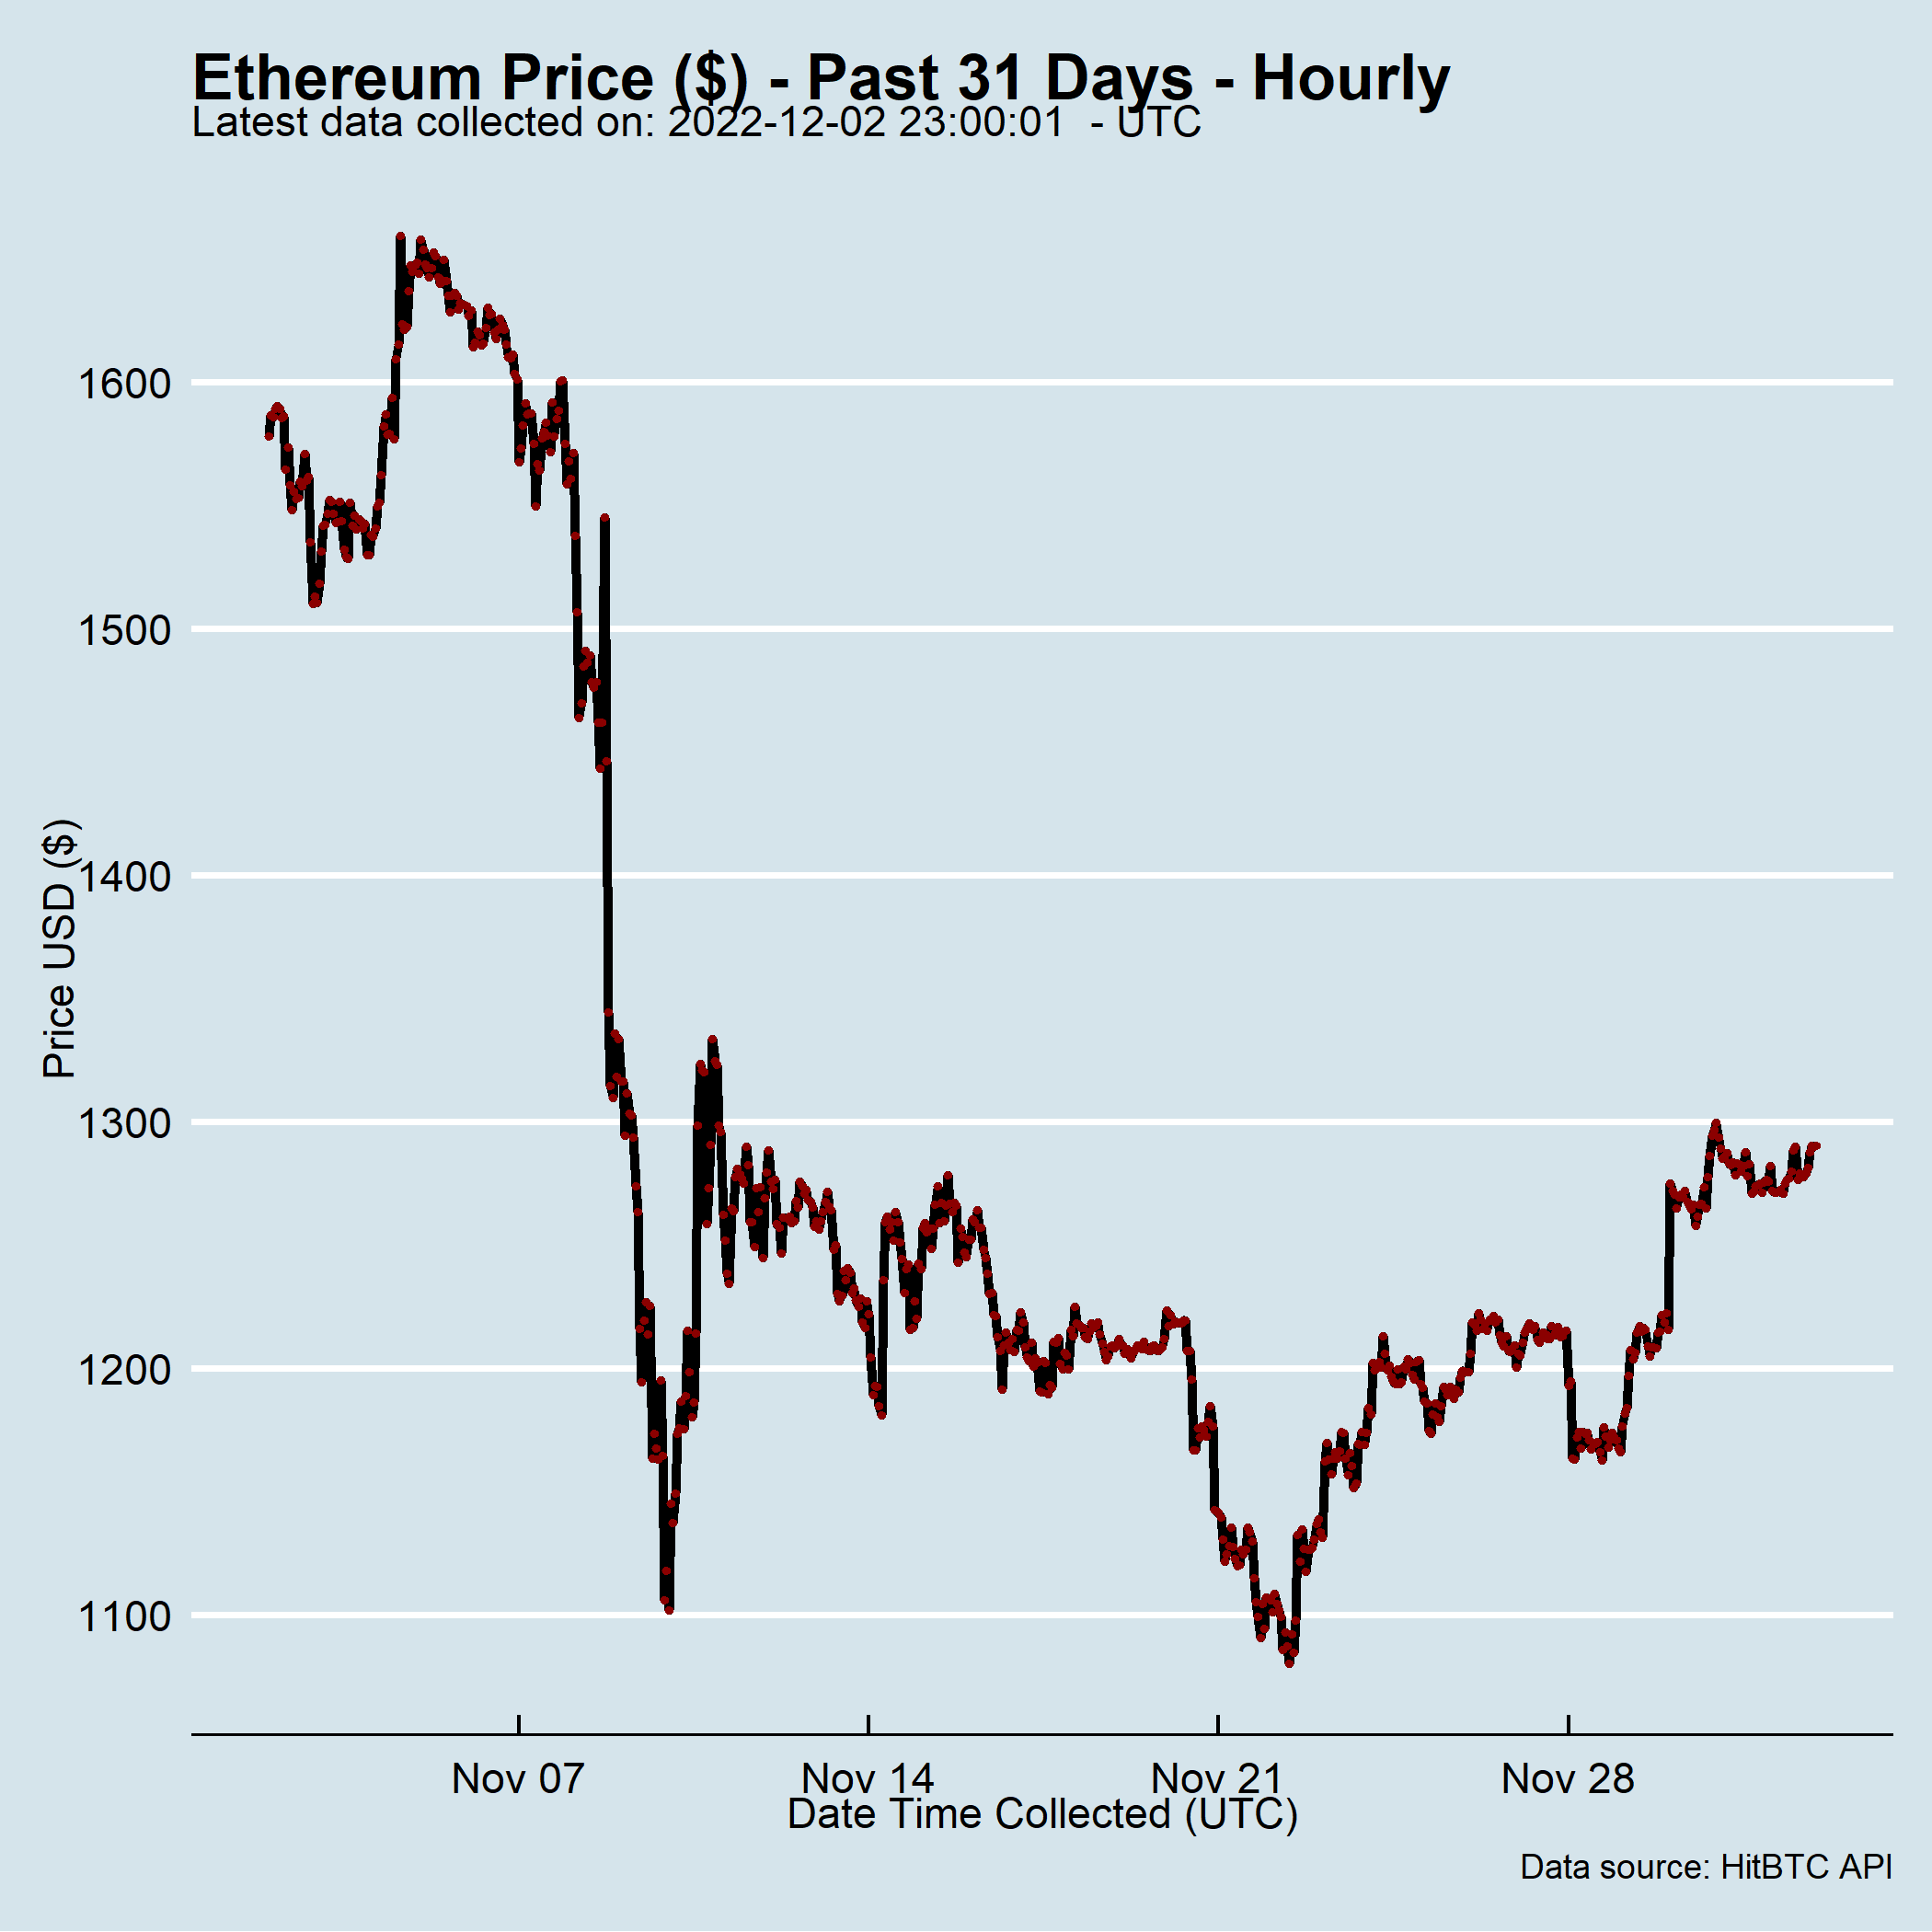 Ethereum Price ($) - Past 31 Days - Hourly
Latest data collected on: 2022-12-02 23:00:01  - UTC
1600
1500
1400
1300
1200
1100
Price USD ($)
Nov 07
Nov 14
Nov 21
Nov 28
Date Time Collected (UTC)
Data source: HitBTC API